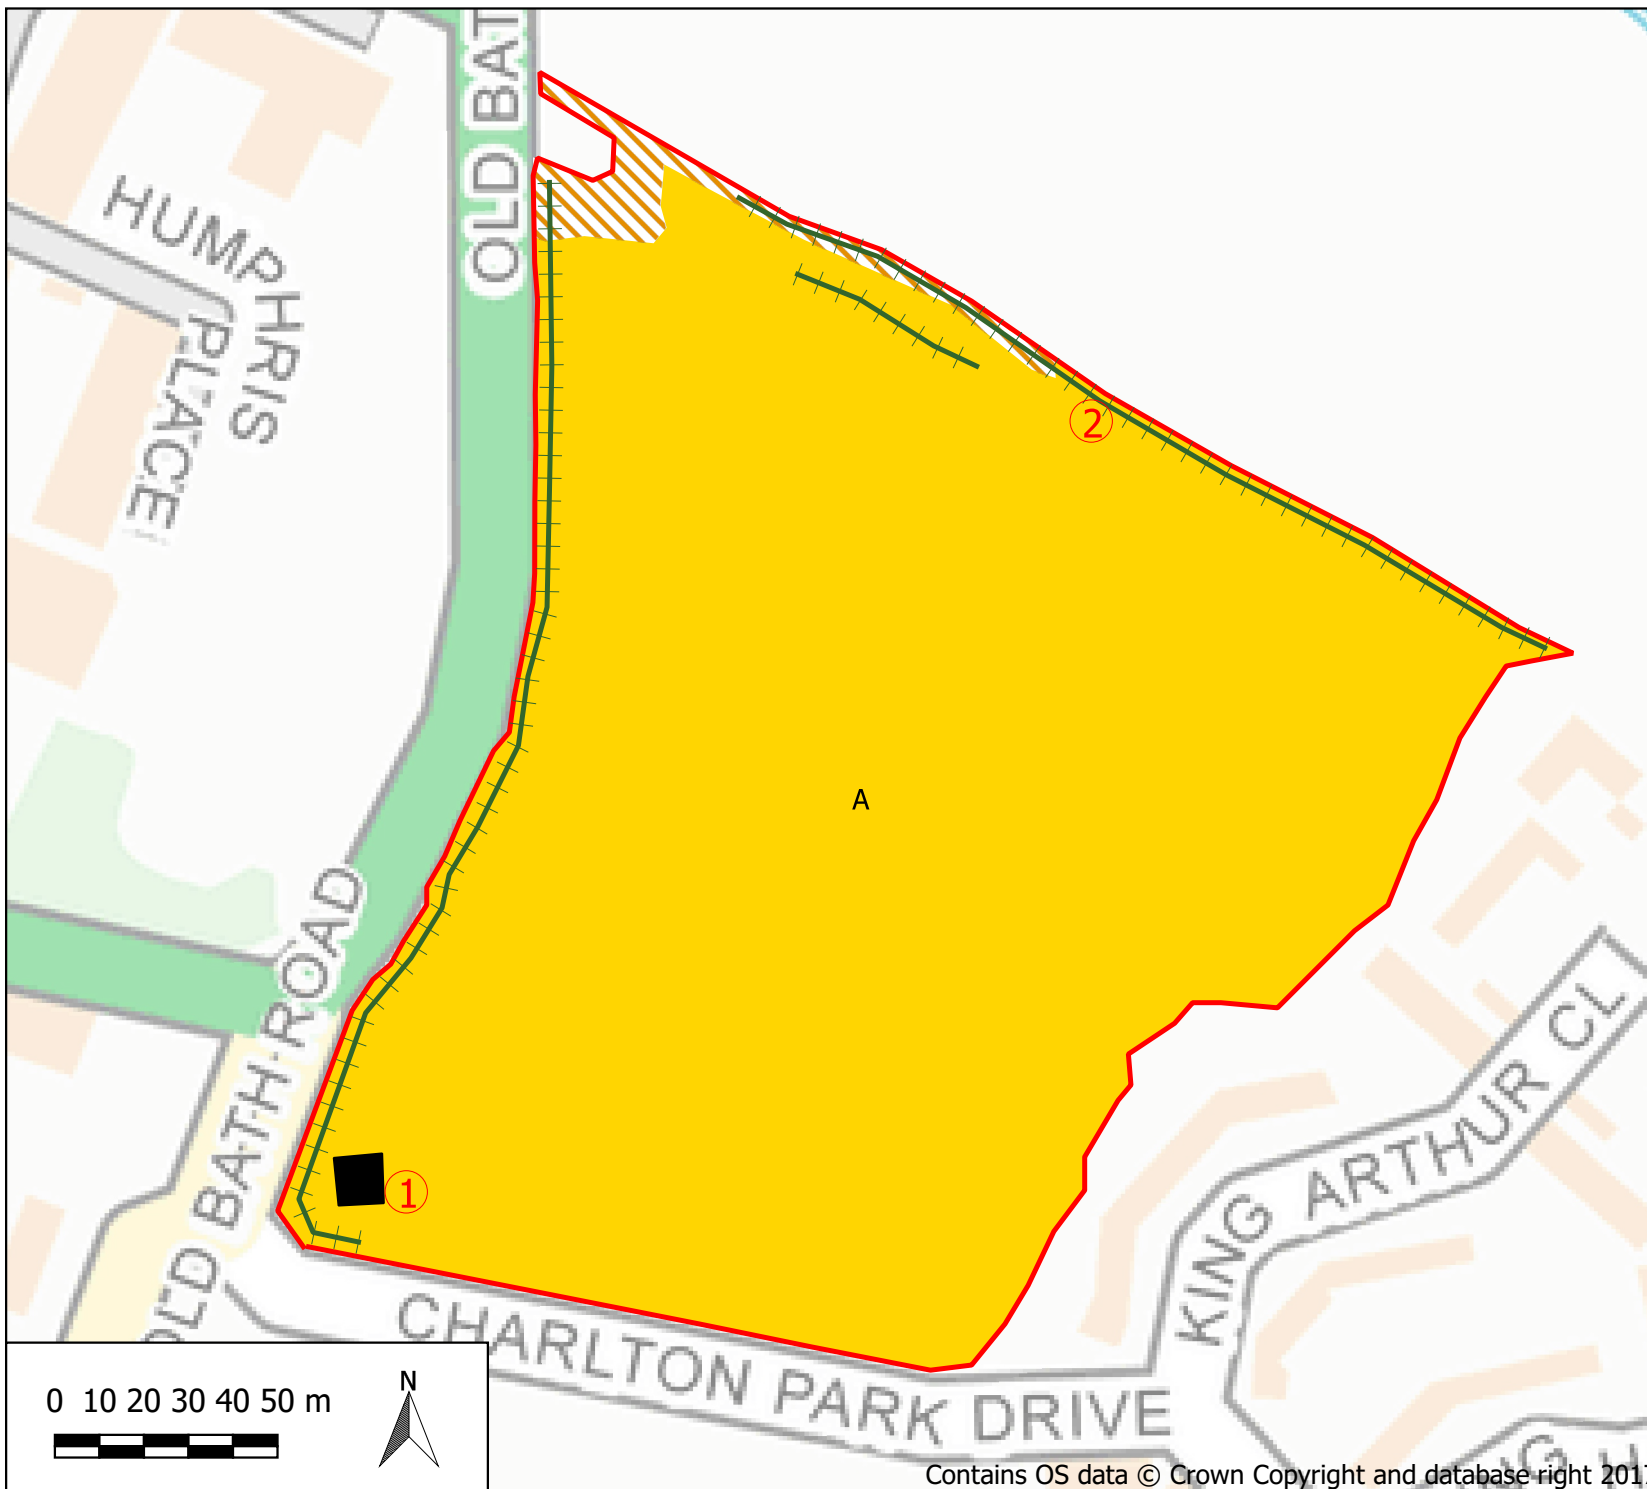 OLD BAT
HUMPHRIS
PLACE
2
A
OLD BATH ROAD
1
KING ARTHUR CL
CHARLTON PARK DRIVE
0 10 20 30 40 50 m
N
Contains OS data © Crown Copyright and database right 2017